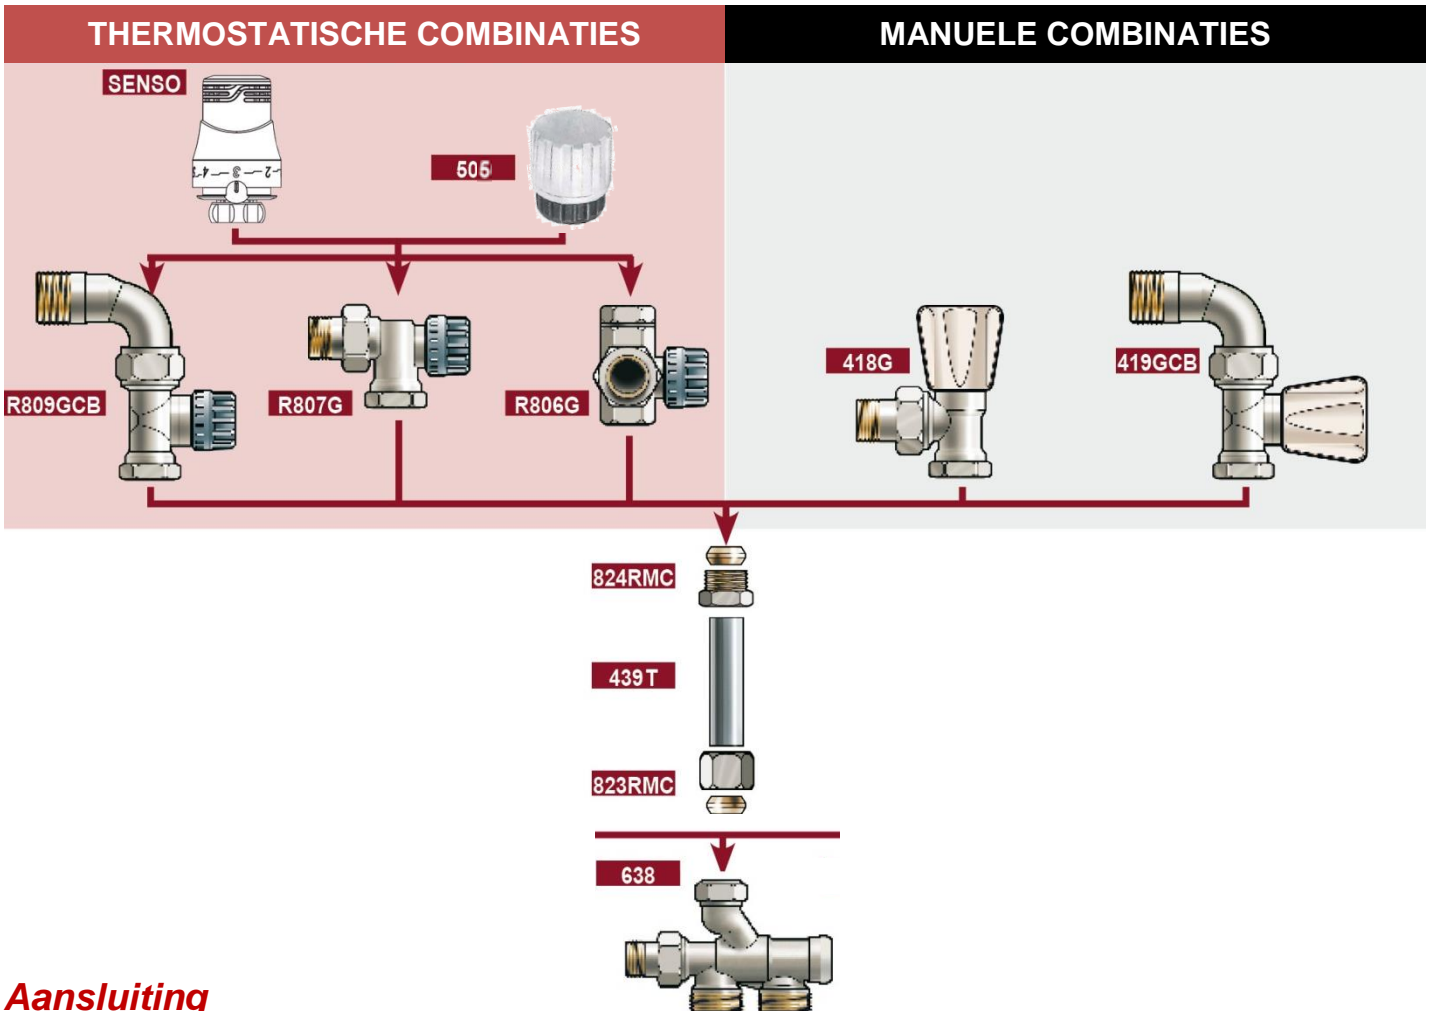 THERMOSTATISCHE COMBINATIES
MANUELE COMBINATIES
SENSO
505
R809GCB
R807G
R806G
418G
419GCB
824RMC
439T
823RMC
638
Aansluiting